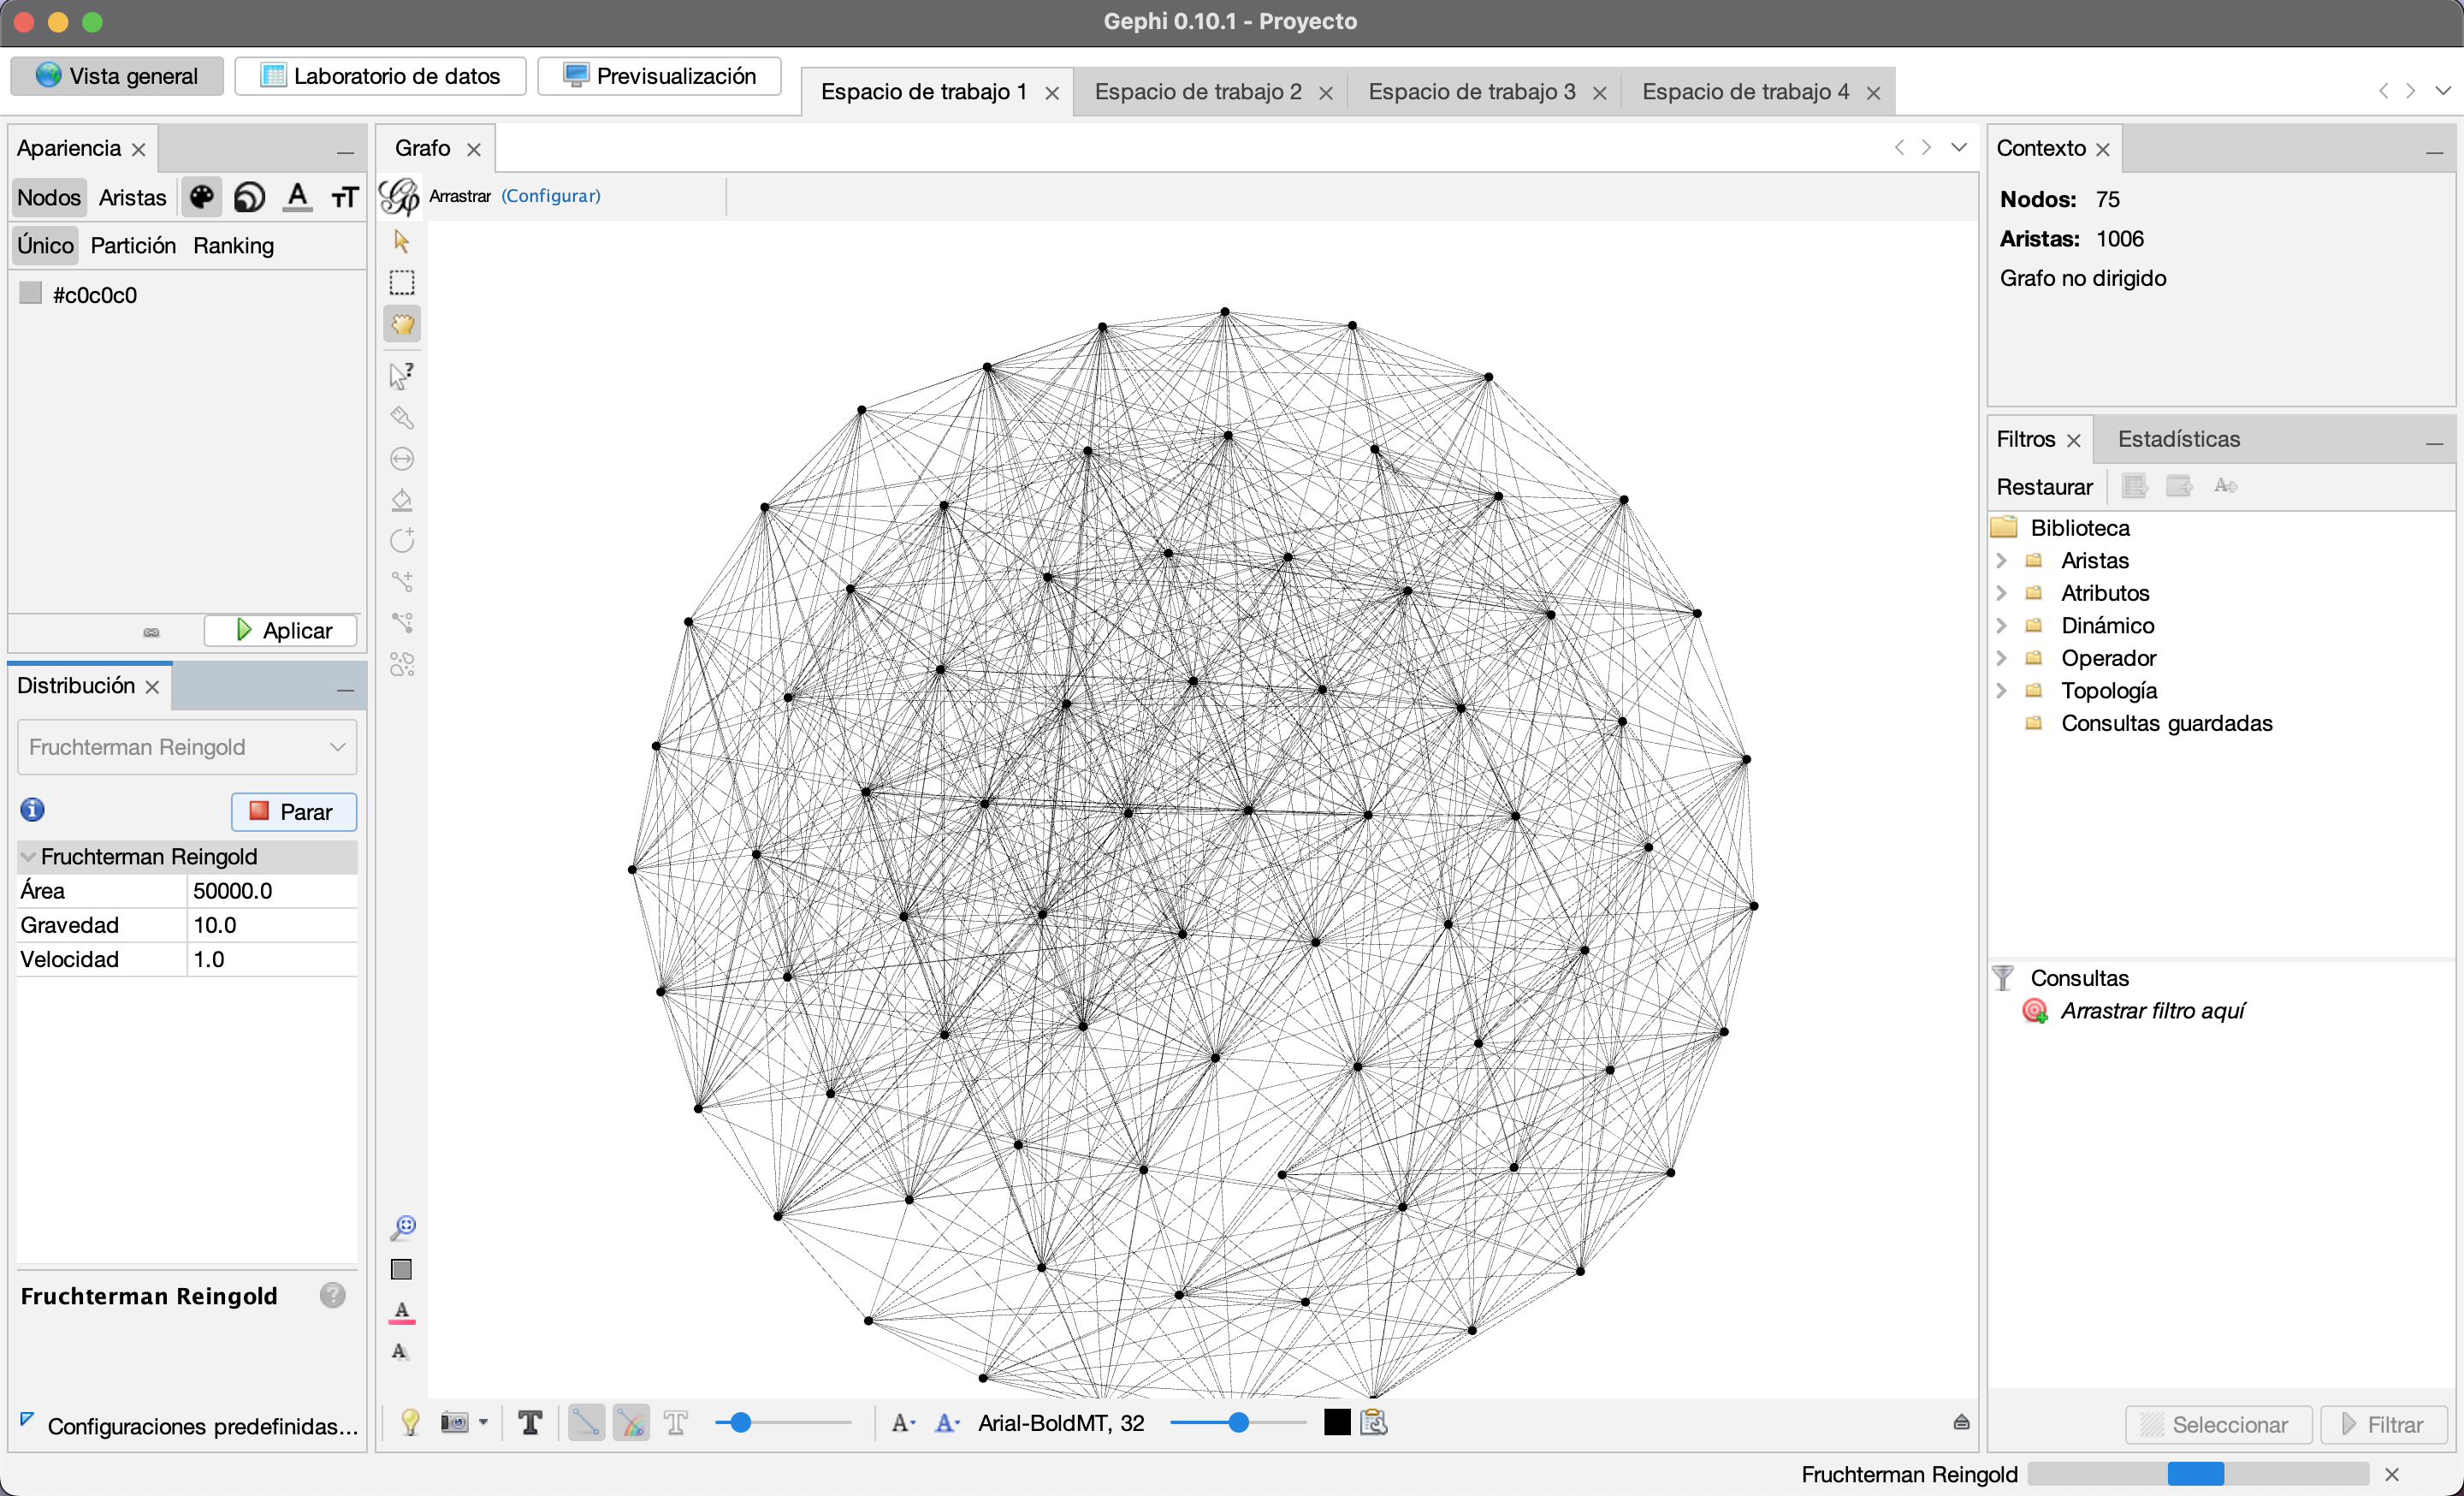 Gephi 0.10.1 - Proyecto
Vista general
Laboratorio de datos
Previsualización
Espacio de trabajo 1
Espacio de trabajo 2
Espacio de trabajo 3
Espacio de trabajo 4
Apariencia
Nodos
Aristas
Único
Partición
Ranking
#c0c0c0
Aplicar
Distribución
Fruchterman Reingold
Parar
Fruchterman Reingold
Área 50000.0
Gravedad 10.0
Velocidad 1.0
Fruchterman Reingold
Configuraciones predefinidas...
Grafo
Arrastrar (Configurar)
Arial-BoldMT, 32
Contexto
Nodos: 75
Aristas: 1006
Grafo no dirigido
Filtros
Estadísticas
Restaurar
Biblioteca
Aristas
Atributos
Dinámico
Operador
Topología
Consultas guardadas
Consultas
Arrastrar filtro aquí
Seleccionar
Filtrar
Fruchterman Reingold